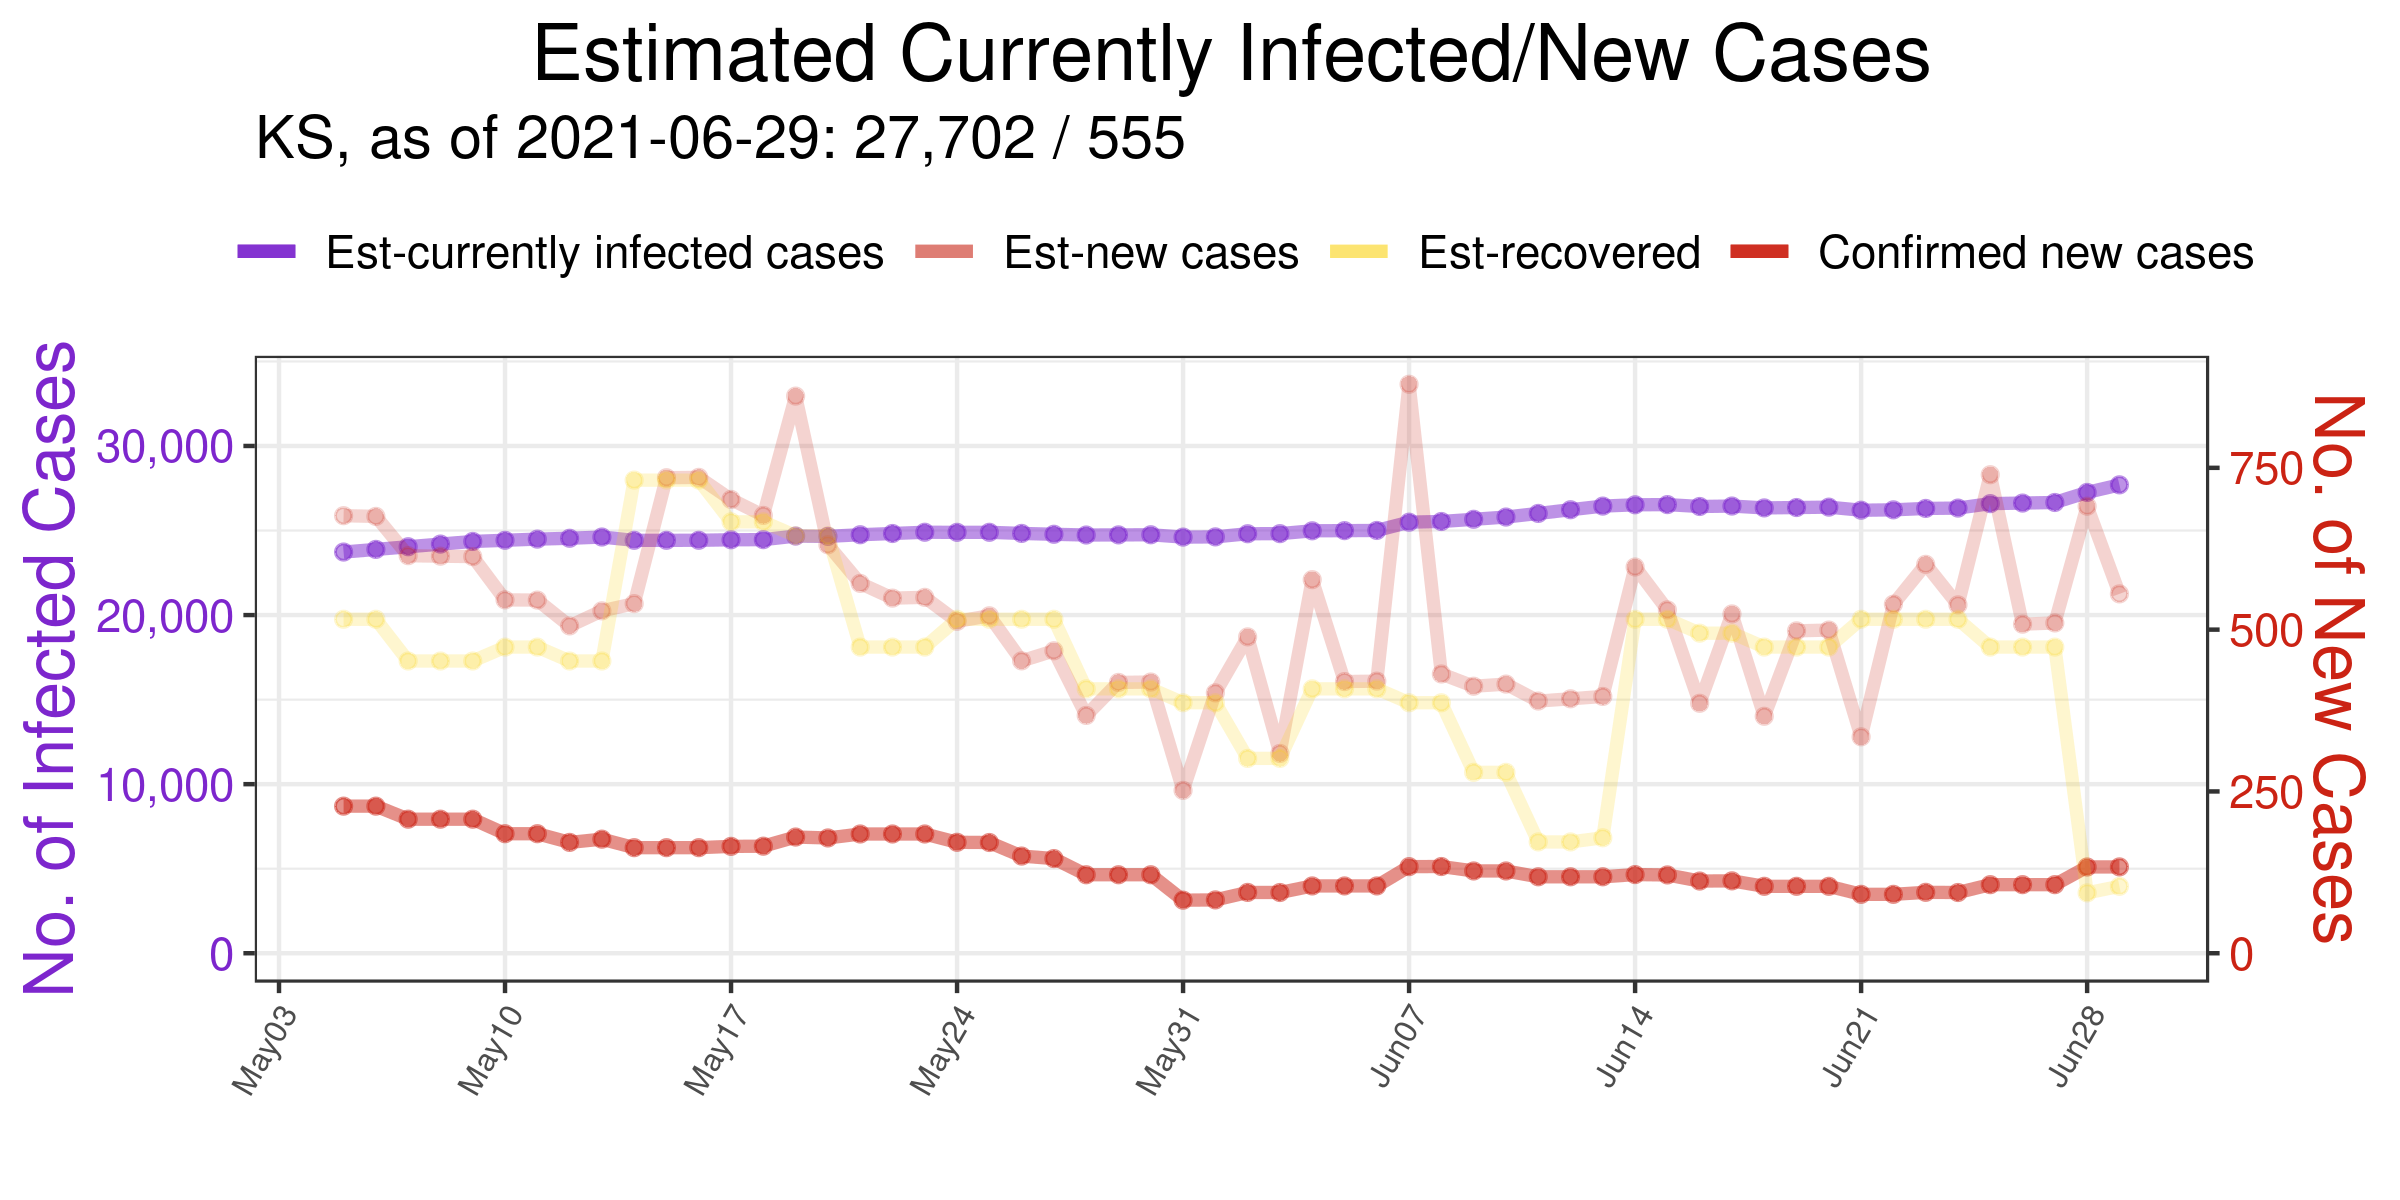 Estimated Currently Infected/New Cases
KS, as of 2021-06-29: 27,702 / 555
Est-currently infected cases Est-new cases Est-recovered Confirmed new cases
No. of Infected Cases
30,000
20,000
10,000
0
750
500
250
0
No. of New Cases
May03 May10 May17 May24 May31 Jun07 Jun14 Jun21 Jun28